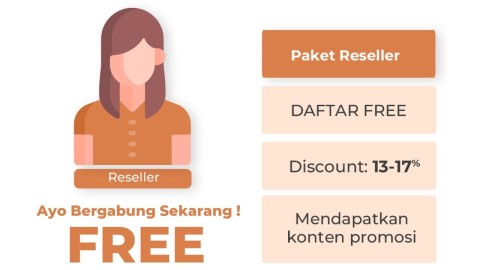 Reseller
Ayo Bergabung Sekarang !
FREE
Paket Reseller
DAFTAR FREE
Discount: 13-17%
Mendapatkan
konten promosi